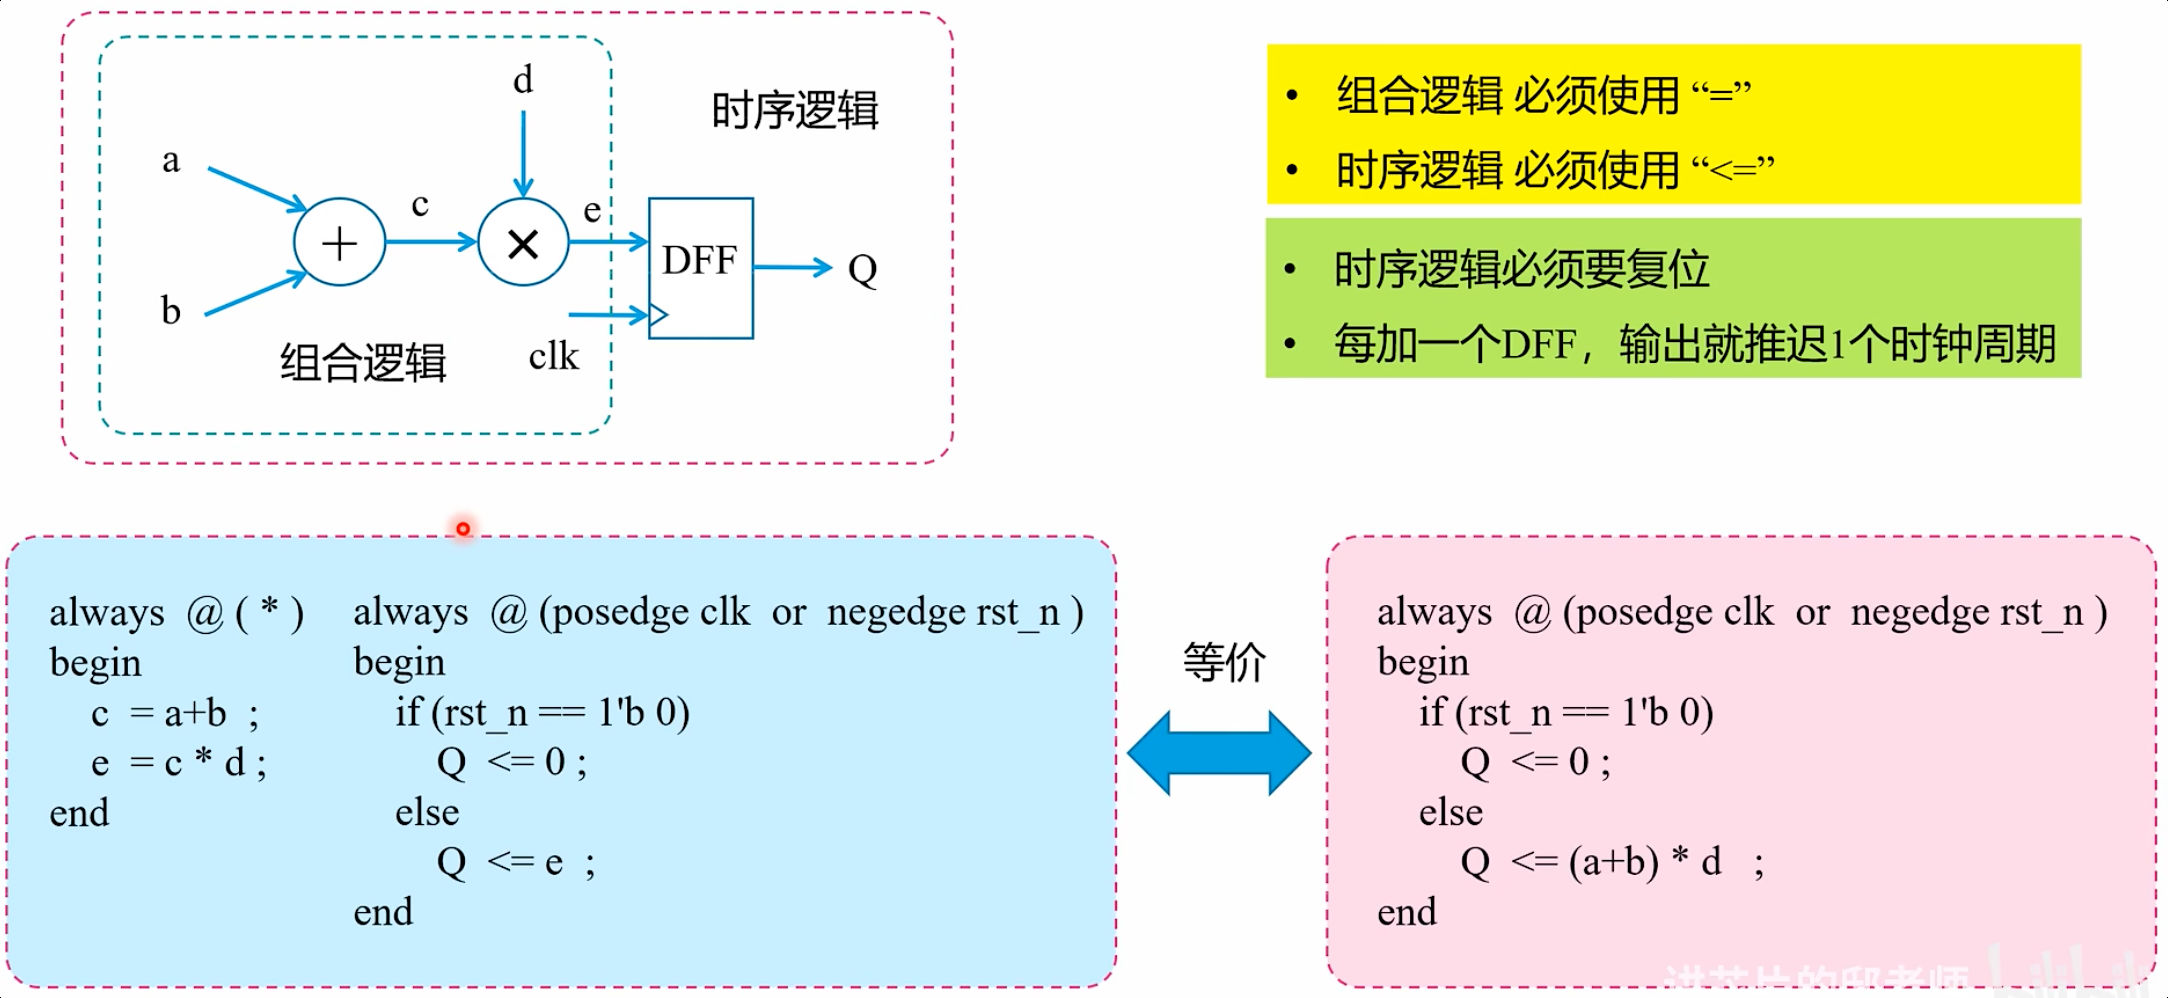 d
时序逻辑
a
c
e
+
×
DFF
Q
b
组合逻辑
clk
• 组合逻辑 必须使用 “=”
• 时序逻辑 必须使用 “<=”
• 时序逻辑必须要复位
• 每加一个DFF，输出就推迟1个时钟周期
always @ ( * )
begin
c = a+b ;
e = c * d ;
end
always @ (posedge clk or negedge rst_n )
begin
if (rst_n == 1'b 0)
Q <= 0 ;
else
Q <= e ;
end
等价
always @ (posedge clk or negedge rst_n )
begin
if (rst_n == 1'b 0)
Q <= 0 ;
else
Q <= (a+b) * d ;
end